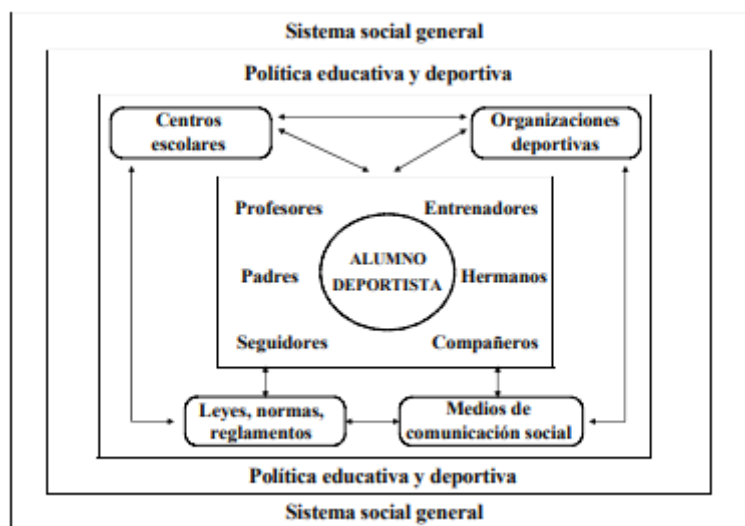 Sistema social general
Política educativa y deportiva
Centros
escolares
Organizaciones
deportivas
Profesores
Entrenadores
ALUMNO
DEPORTISTA
Padres
Hermanos
Seguidores
Compañeros
Leyes, normas,
reglamentos
Medios de
comunicación social
Política educativa y deportiva
Sistema social general